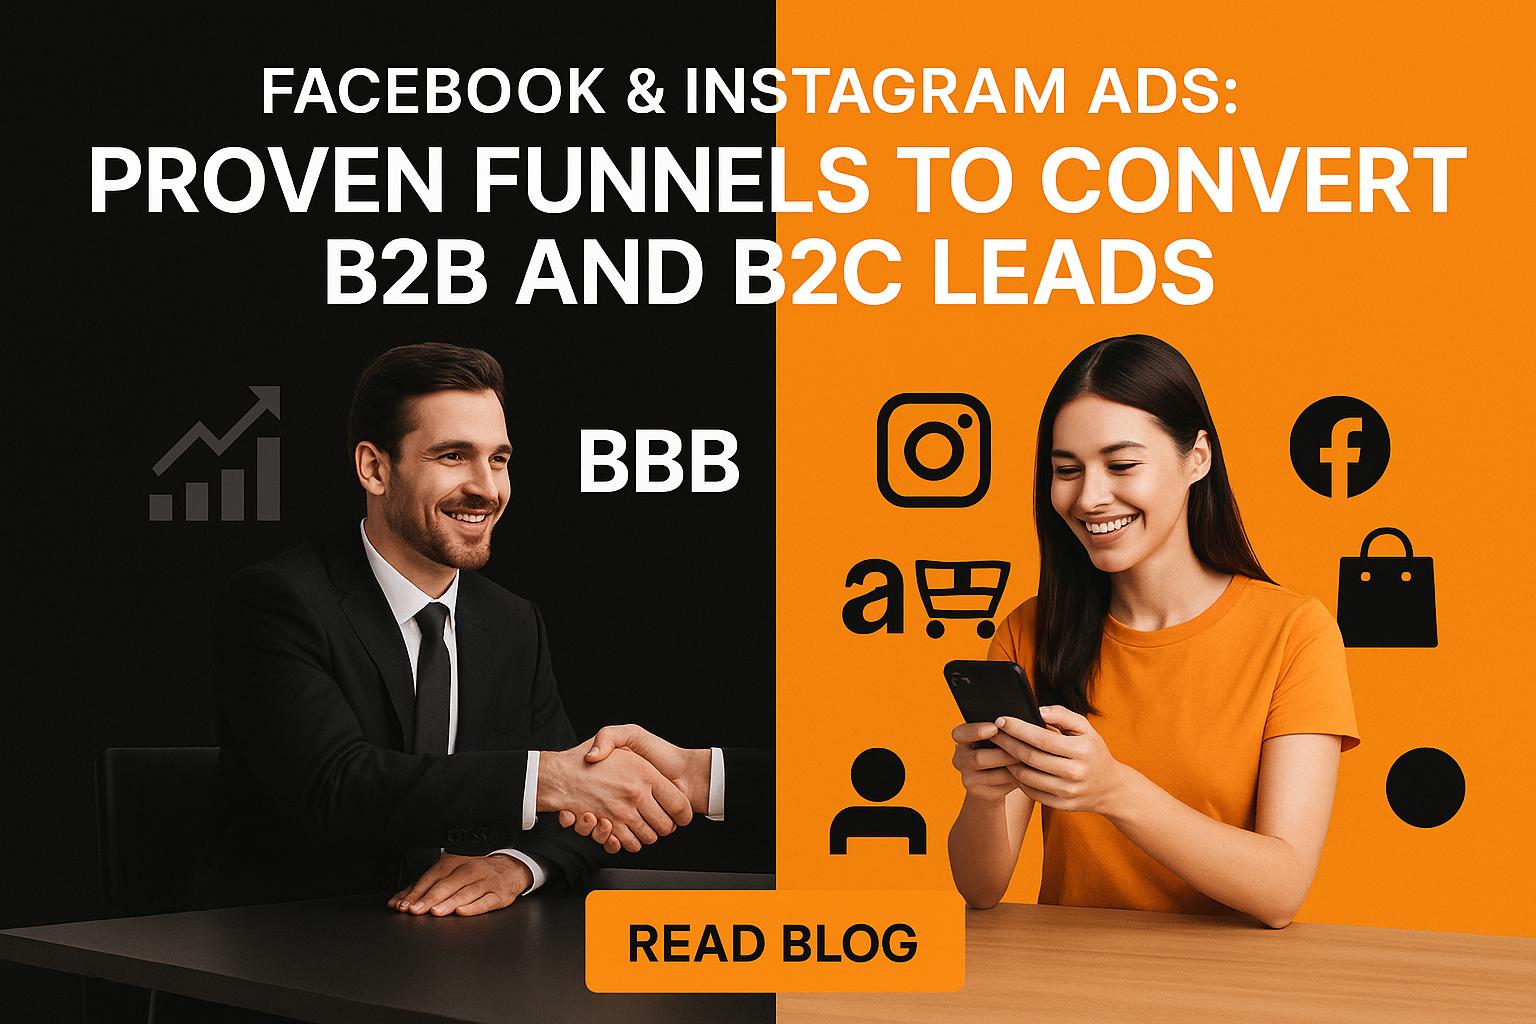 FACEBOOK & INSTAGRAM ADS:
PROVEN FUNNELS TO CONVERT
B2B AND B2C LEADS
BBB
a
READ BLOG